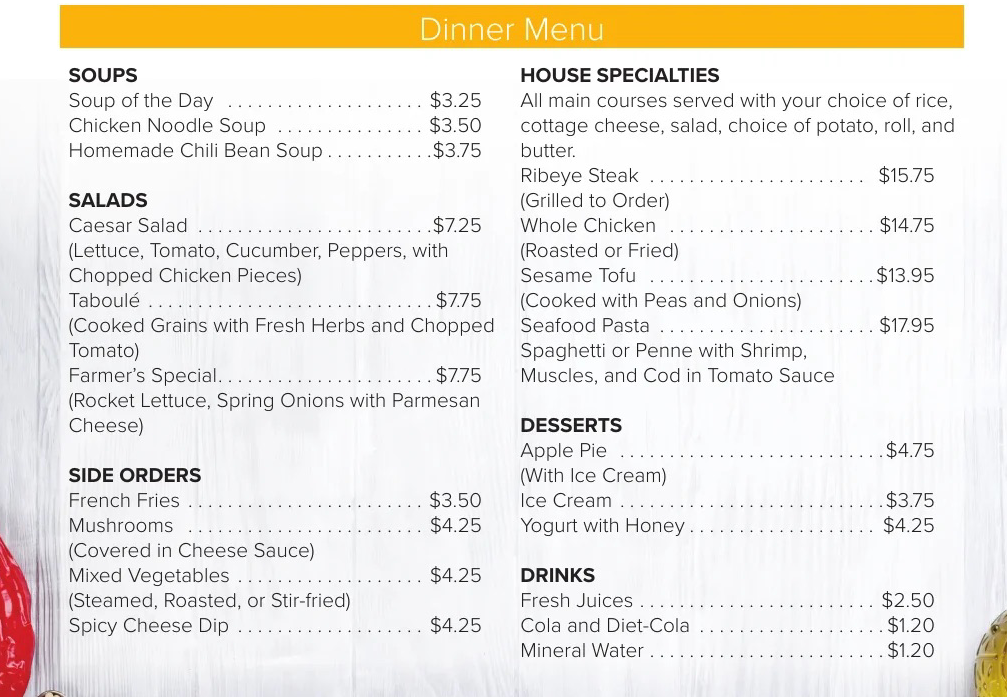 Dinner Menu
SOUPS
Soup of the Day . . . . . . . . . . . . . . . . . . . . $3.25
Chicken Noodle Soup . . . . . . . . . . . . . . . $3.50
Homemade Chili Bean Soup . . . . . . . . . . .$3.75
SALADS
Caesar Salad . . . . . . . . . . . . . . . . . . . . . . . .$7.25
(Lettuce, Tomato, Cucumber, Peppers, with
Chopped Chicken Pieces)
Taboulé . . . . . . . . . . . . . . . . . . . . . . . . . . . . . $7.75
(Cooked Grains with Fresh Herbs and Chopped
Tomato)
Farmer’s Special. . . . . . . . . . . . . . . . . . . . . . $7.75
(Rocket Lettuce, Spring Onions with Parmesan
Cheese)
SIDE ORDERS
French Fries . . . . . . . . . . . . . . . . . . . . . . . . $3.50
Mushrooms . . . . . . . . . . . . . . . . . . . . . . . . $4.25
(Covered in Cheese Sauce)
Mixed Vegetables . . . . . . . . . . . . . . . . . . . $4.25
(Steamed, Roasted, or Stir-fried)
Spicy Cheese Dip . . . . . . . . . . . . . . . . . . . $4.25
HOUSE SPECIALTIES
All main courses served with your choice of rice,
cottage cheese, salad, choice of potato, roll, and
butter.
Ribeye Steak . . . . . . . . . . . . . . . . . . . . . . $15.75
(Grilled to Order)
Whole Chicken . . . . . . . . . . . . . . . . . . . . . $14.75
(Roasted or Fried)
Sesame Tofu . . . . . . . . . . . . . . . . . . . . . . .$13.95
(Cooked with Peas and Onions)
Seafood Pasta . . . . . . . . . . . . . . . . . . . . . . $17.95
Spaghetti or Penne with Shrimp,
Muscles, and Cod in Tomato Sauce
DESSERTS
Apple Pie . . . . . . . . . . . . . . . . . . . . . . . . . . .$4.75
(With Ice Cream)
Ice Cream . . . . . . . . . . . . . . . . . . . . . . . . . . .$3.75
Yogurt with Honey . . . . . . . . . . . . . . . . . . . $4.25
DRINKS
Fresh Juices . . . . . . . . . . . . . . . . . . . . . . . . $2.50
Cola and Diet-Cola . . . . . . . . . . . . . . . . . . .$1.20
Mineral Water . . . . . . . . . . . . . . . . . . . . . . . .$1.20